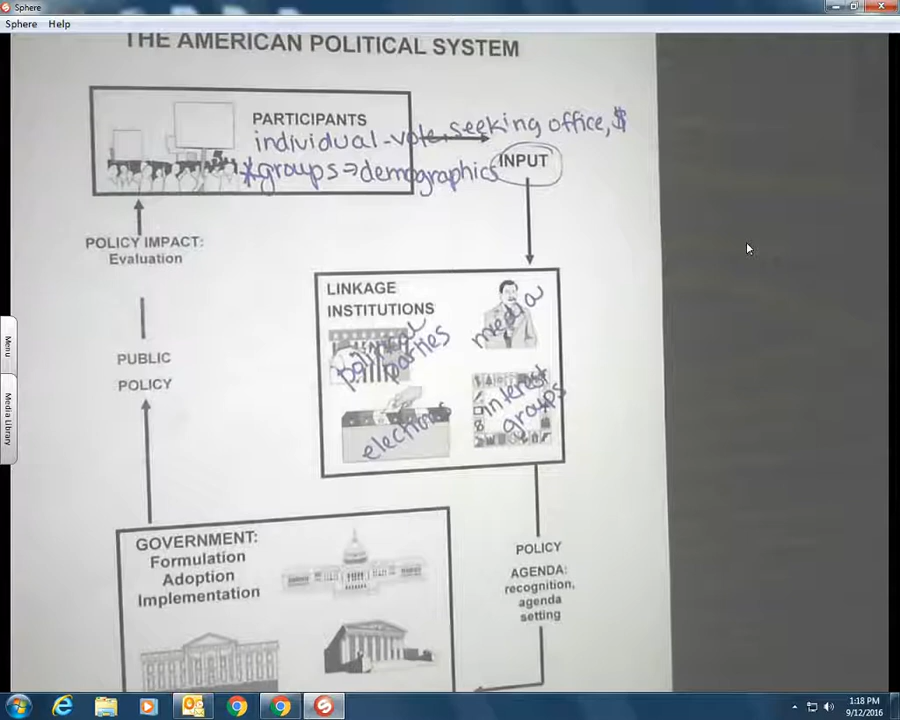 Sphere
Sphere Help
THE AMERICAN POLITICAL SYSTEM
PARTICIPANTS
individual - vote, seeking office, $
*groups => demographics
INPUT
POLICY IMPACT:
Evaluation
LINKAGE
INSTITUTIONS
political
parties
media
elections
interest
groups
PUBLIC
POLICY
GOVERNMENT:
Formulation
Adoption
Implementation
POLICY
AGENDA:
recognition,
agenda
setting
Menu
Media Library
1:18 PM
9/12/2016